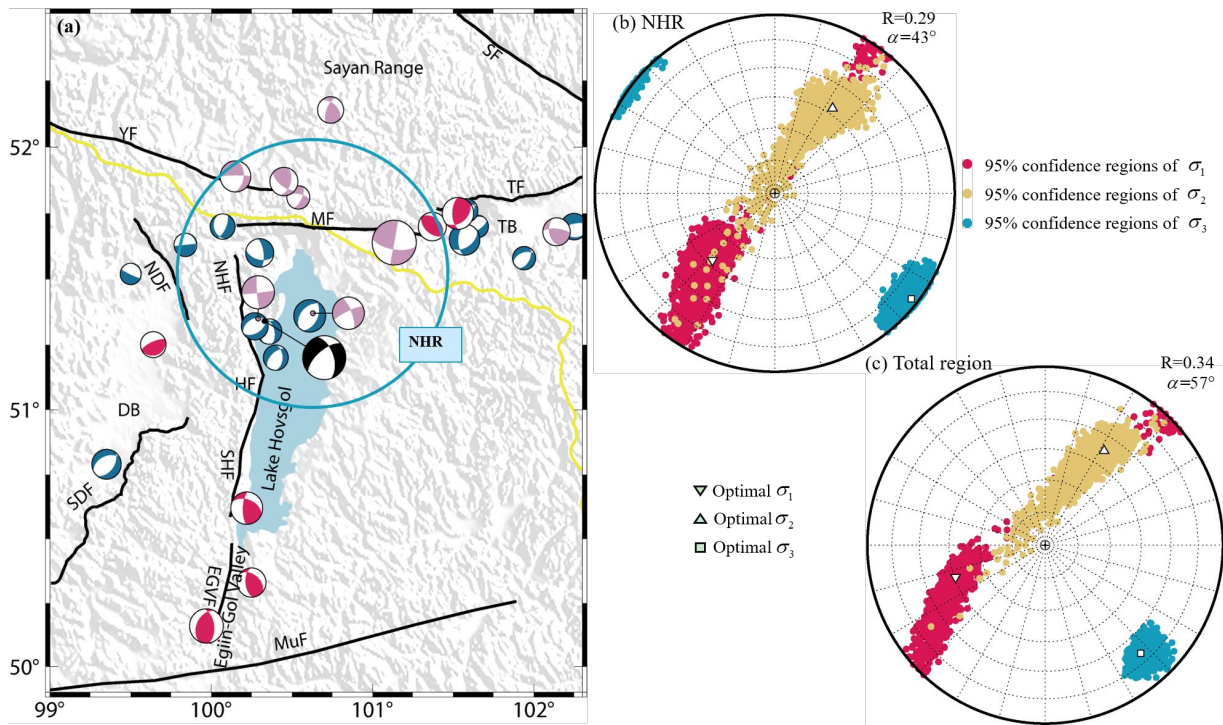 (a)
Sayan Range
SF
52°
YF
TF
MF
TB
NDF
NHF
NHR
51°
HF
DB
Lake Hovsgol
SHF
SDF
EGVF
Egiin-Gol Valley
MuF
50°
99°
100°
101°
102°
(b) NHR
R=0.29
α=43°
95% confidence regions of σ₁
95% confidence regions of σ₂
95% confidence regions of σ₃
(c) Total region
R=0.34
α=57°
Optimal σ₁
Optimal σ₂
Optimal σ₃